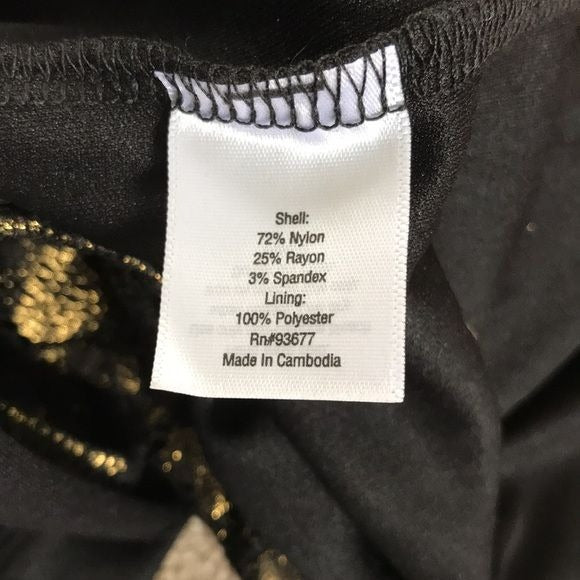 Shell:
72% Nylon
25% Rayon
3% Spandex
Lining:
100% Polyester
Rn#93677
Made In Cambodia